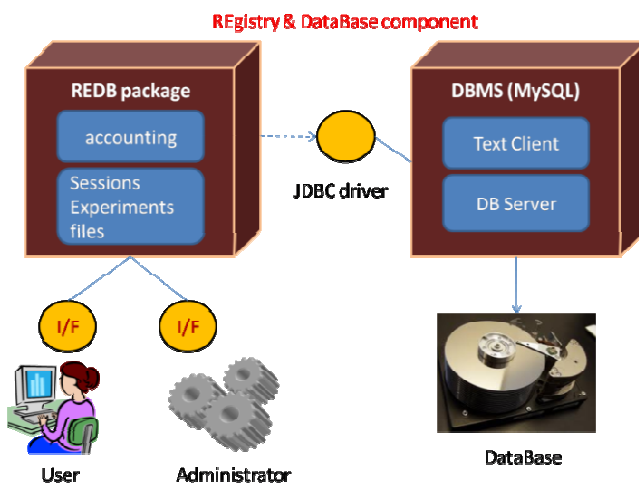 REgistry & DataBase component
REDB package
accounting
Sessions
Experiments
files
JDBC driver
DBMS (MySQL)
Text Client
DB Server
I/F
I/F
User
Administrator
DataBase